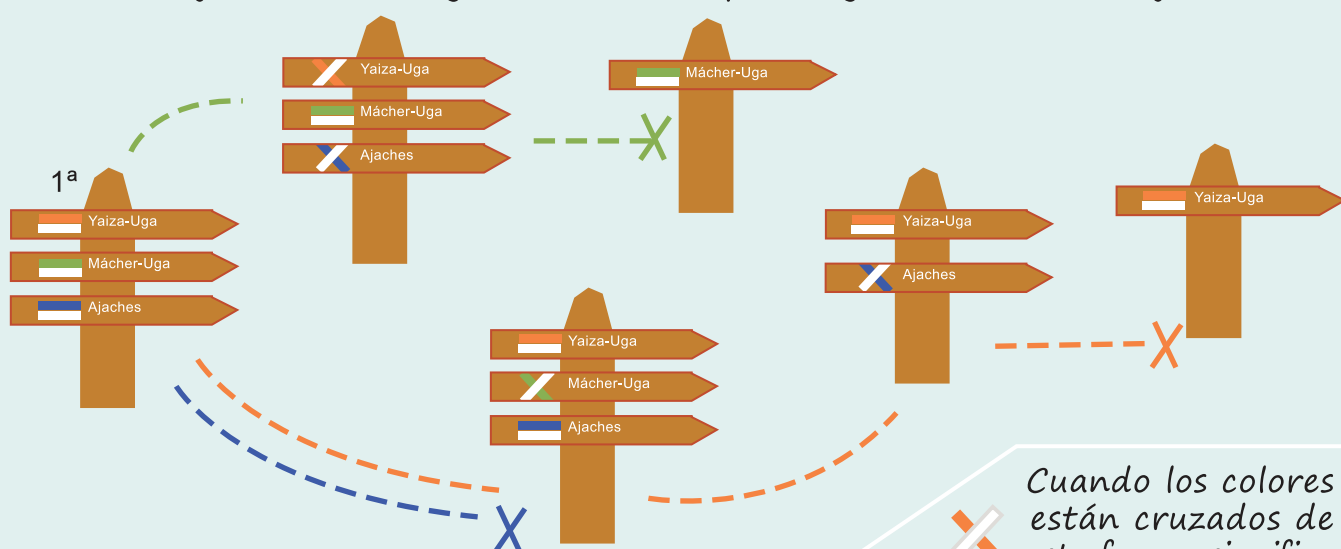 Yaiza-Uga
Mácher-Uga
Ajaches
Mácher-Uga
1ª
Yaiza-Uga
Mácher-Uga
Ajaches
Yaiza-Uga
Ajaches
Yaiza-Uga
Yaiza-Uga
Mácher-Uga
Ajaches
Cuando los colores
están cruzados de